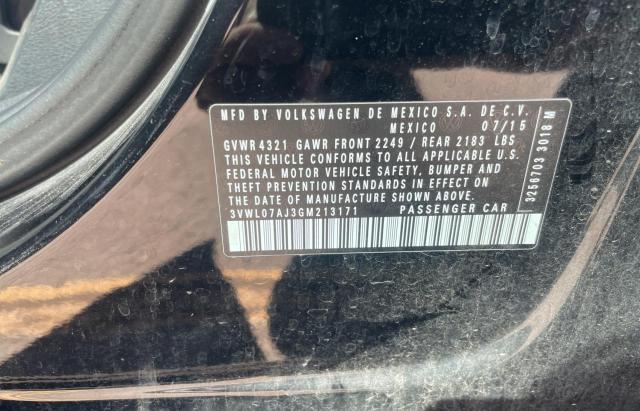 MFD BY VOLKSWAGEN DE MEXICO S.A. DE C.V.
MEXICO 07/15
GVWR 4321 GAWR FRONT 2249 / REAR 2183 LBS
THIS VEHICLE CONFORMS TO ALL APPLICABLE U.S.
FEDERAL MOTOR VEHICLE SAFETY, BUMPER AND
THEFT PREVENTION STANDARDS IN EFFECT ON
THE DATE OF MANUFACTURE SHOWN ABOVE.
3VWL07AJ3GM213171 PASSENGER CAR
3256703 3018 M